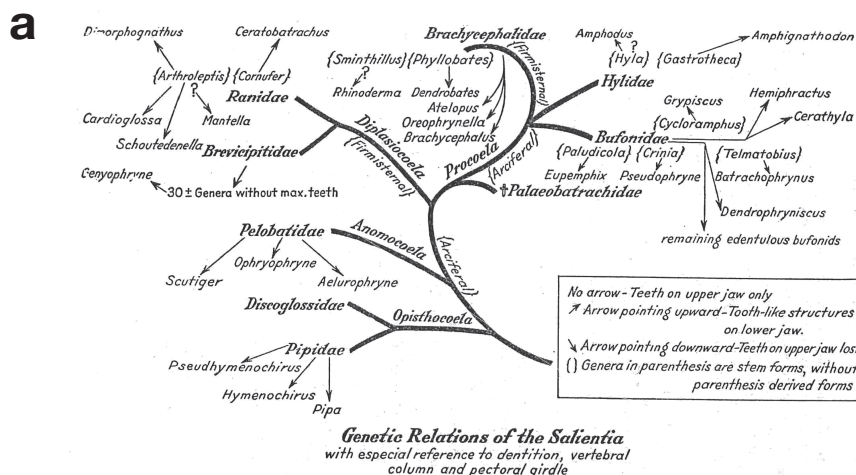 a
Brachycephalidae
{Firmisternal}
Dimorphognathus
Ceratobatrachus
{Arthroleptis} {Cornufer}
?
Ranidae
Cardioglossa
Mantella
Schoutedenella
Brevicipitidae
Genyophryne
30 ± Genera without max. teeth
Diplasiocoela
{Firmisternal}
{Sminthillus} {Phyllobates}
?
Rhinoderma
Dendrobates
Atelopus
Oreophrynella
Brachycephalus
Procoela
{Arciferal}
Amphodus
?
{Hyla} {Gastrotheca}
Amphignathodon
Hylidae
Grypiscus
{Cycloramphus}
Hemiphractus
Cerathyla
Bufonidae
{Paludicola} {Crinia}
{Telmatobius}
Eupemphix
Pseudophryne
Batrachophrynus
Dendrophryniscus
remaining edentulous bufonids
†Palaeobatrachidae
Pelobatidae
Anomocoela
{Arciferal}
Scutiger
Ophryophryne
Aelurophryne
Discoglossidae
Opisthocoela
Pipidae
Pseudhymenochirus
Hymenochirus
Pipa
No arrow - Teeth on upper jaw only
↗ Arrow pointing upward - Tooth-like structures
on lower jaw.
↘ Arrow pointing downward - Teeth on upper jaw los
( ) Genera in parenthesis are stem forms, without
parenthesis derived forms
Genetic Relations of the Salientia
with especial reference to dentition, vertebral
column and pectoral girdle